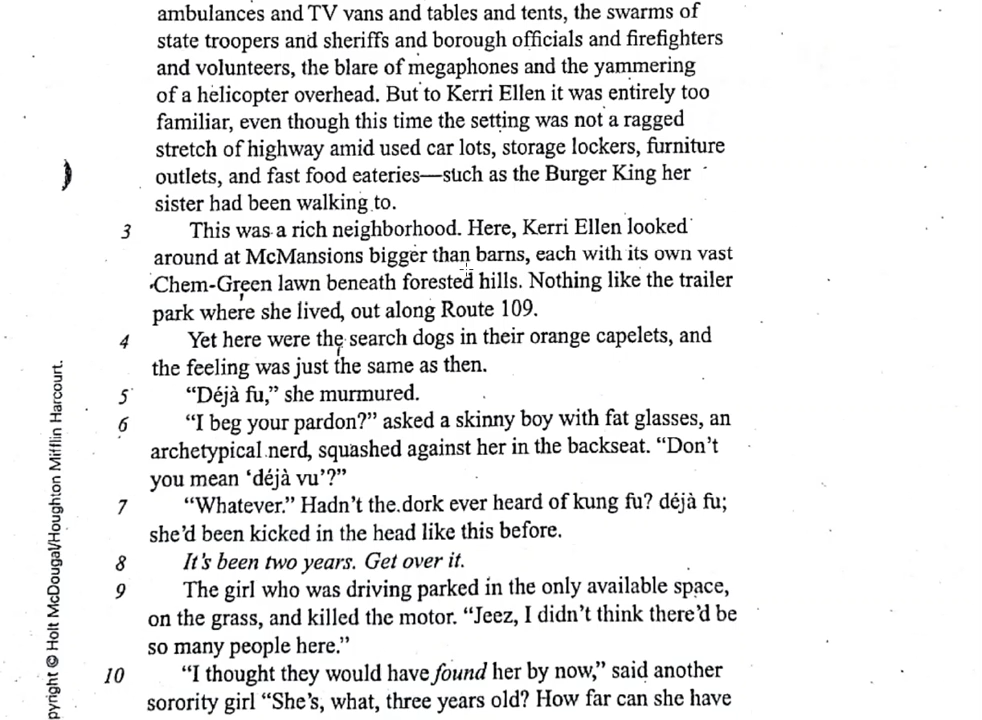 ambulances and TV vans and tables and tents, the swarms of
state troopers and sheriffs and borough officials and firefighters
and volunteers, the blare of megaphones and the yammering
of a helicopter overhead. But to Kerri Ellen it was entirely too
familiar, even though this time the setting was not a ragged
stretch of highway amid used car lots, storage lockers, furniture
outlets, and fast food eateries—such as the Burger King her
sister had been walking to.
3 This was a rich neighborhood. Here, Kerri Ellen looked
around at McMansions bigger than barns, each with its own vast
Chem-Green lawn beneath forested hills. Nothing like the trailer
park where she lived, out along Route 109.
4 Yet here were the search dogs in their orange capelets, and
the feeling was just the same as then.
5 “Déjà fu,” she murmured.
6 “I beg your pardon?” asked a skinny boy with fat glasses, an
archetypical nerd, squashed against her in the backseat. “Don’t
you mean ‘déjà vu’?”
7 “Whatever.” Hadn’t the dork ever heard of kung fu? déjà fu;
she’d been kicked in the head like this before.
8 It’s been two years. Get over it.
9 The girl who was driving parked in the only available space,
on the grass, and killed the motor. “Jeez, I didn’t think there’d be
so many people here.”
10 “I thought they would have found her by now,” said another
sorority girl “She’s, what, three years old? How far can she have
pyright © Holt McDougal/Houghton Mifflin Harcourt.